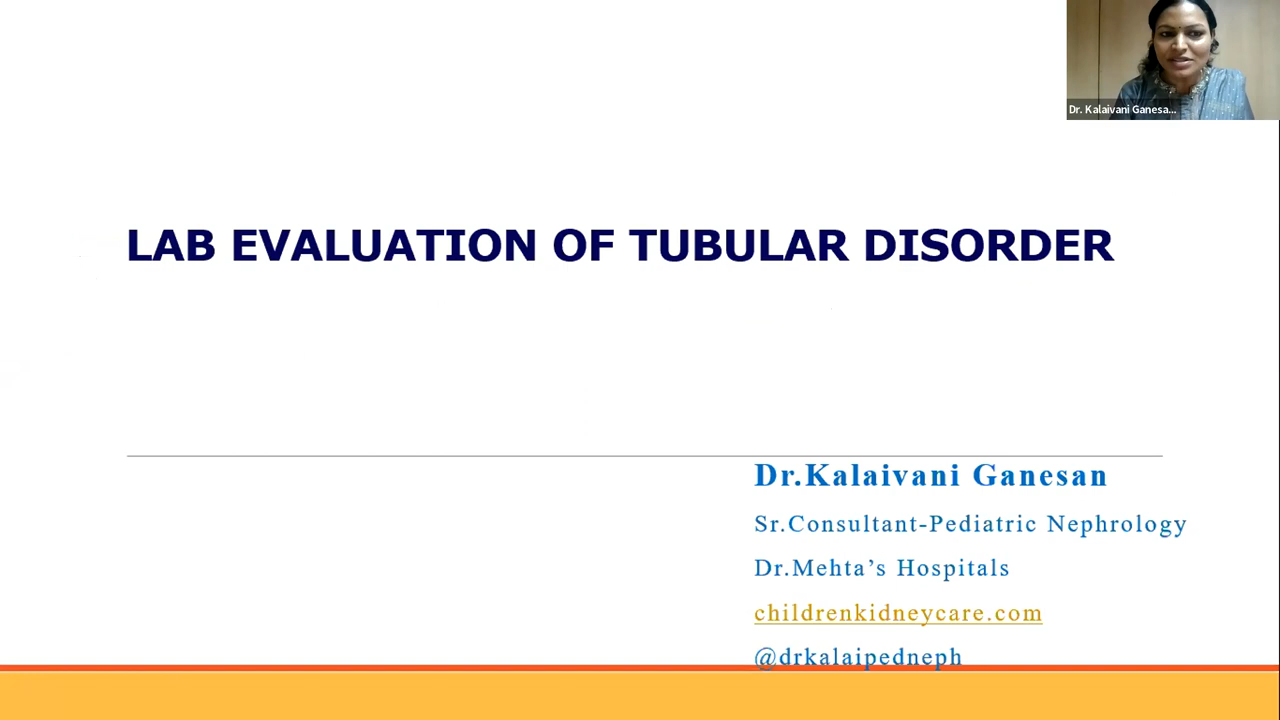 Dr. Kalaivani Ganesa...
LAB EVALUATION OF TUBULAR DISORDER
Dr.Kalaivani Ganesan
Sr.Consultant-Pediatric Nephrology
Dr.Mehta’s Hospitals
childrenkidneycare.com
@drkalaipedneph